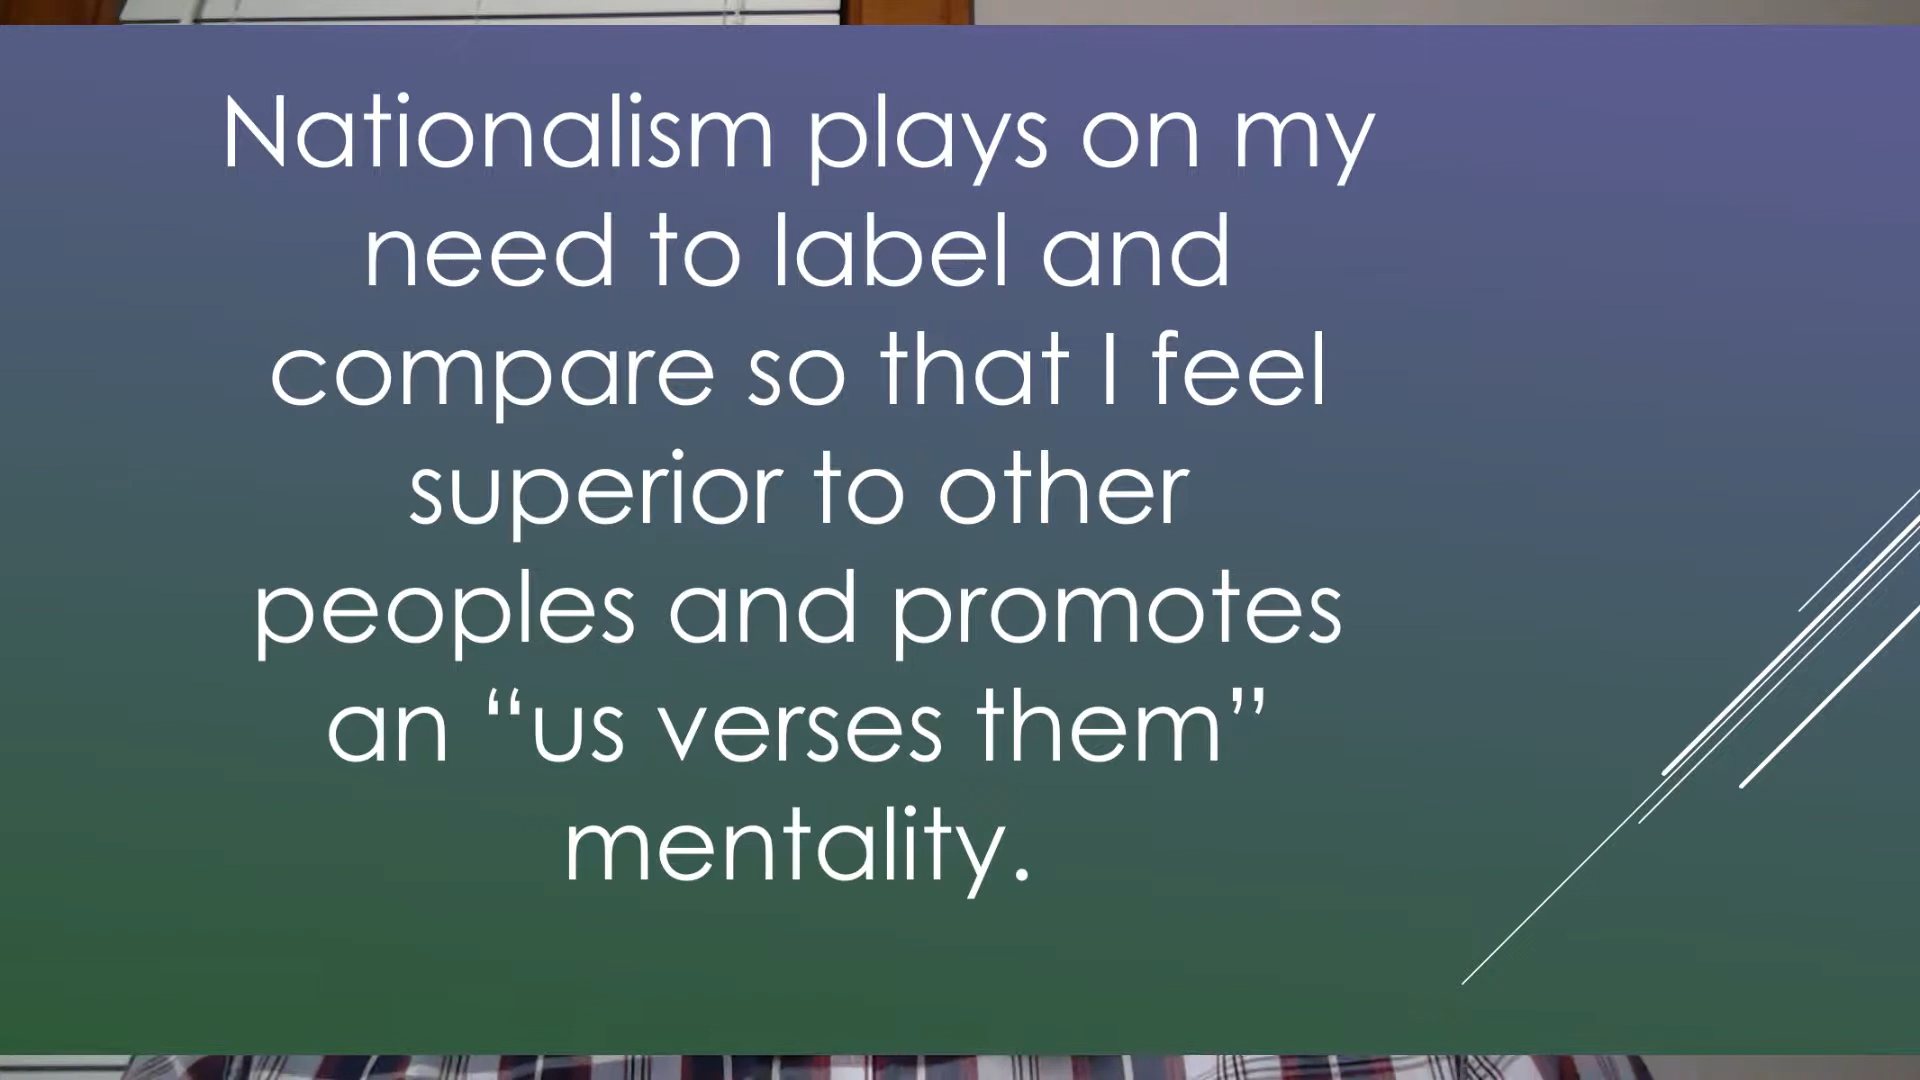 Nationalism plays on my
need to label and
compare so that I feel
superior to other
peoples and promotes
an “us verses them”
mentality.